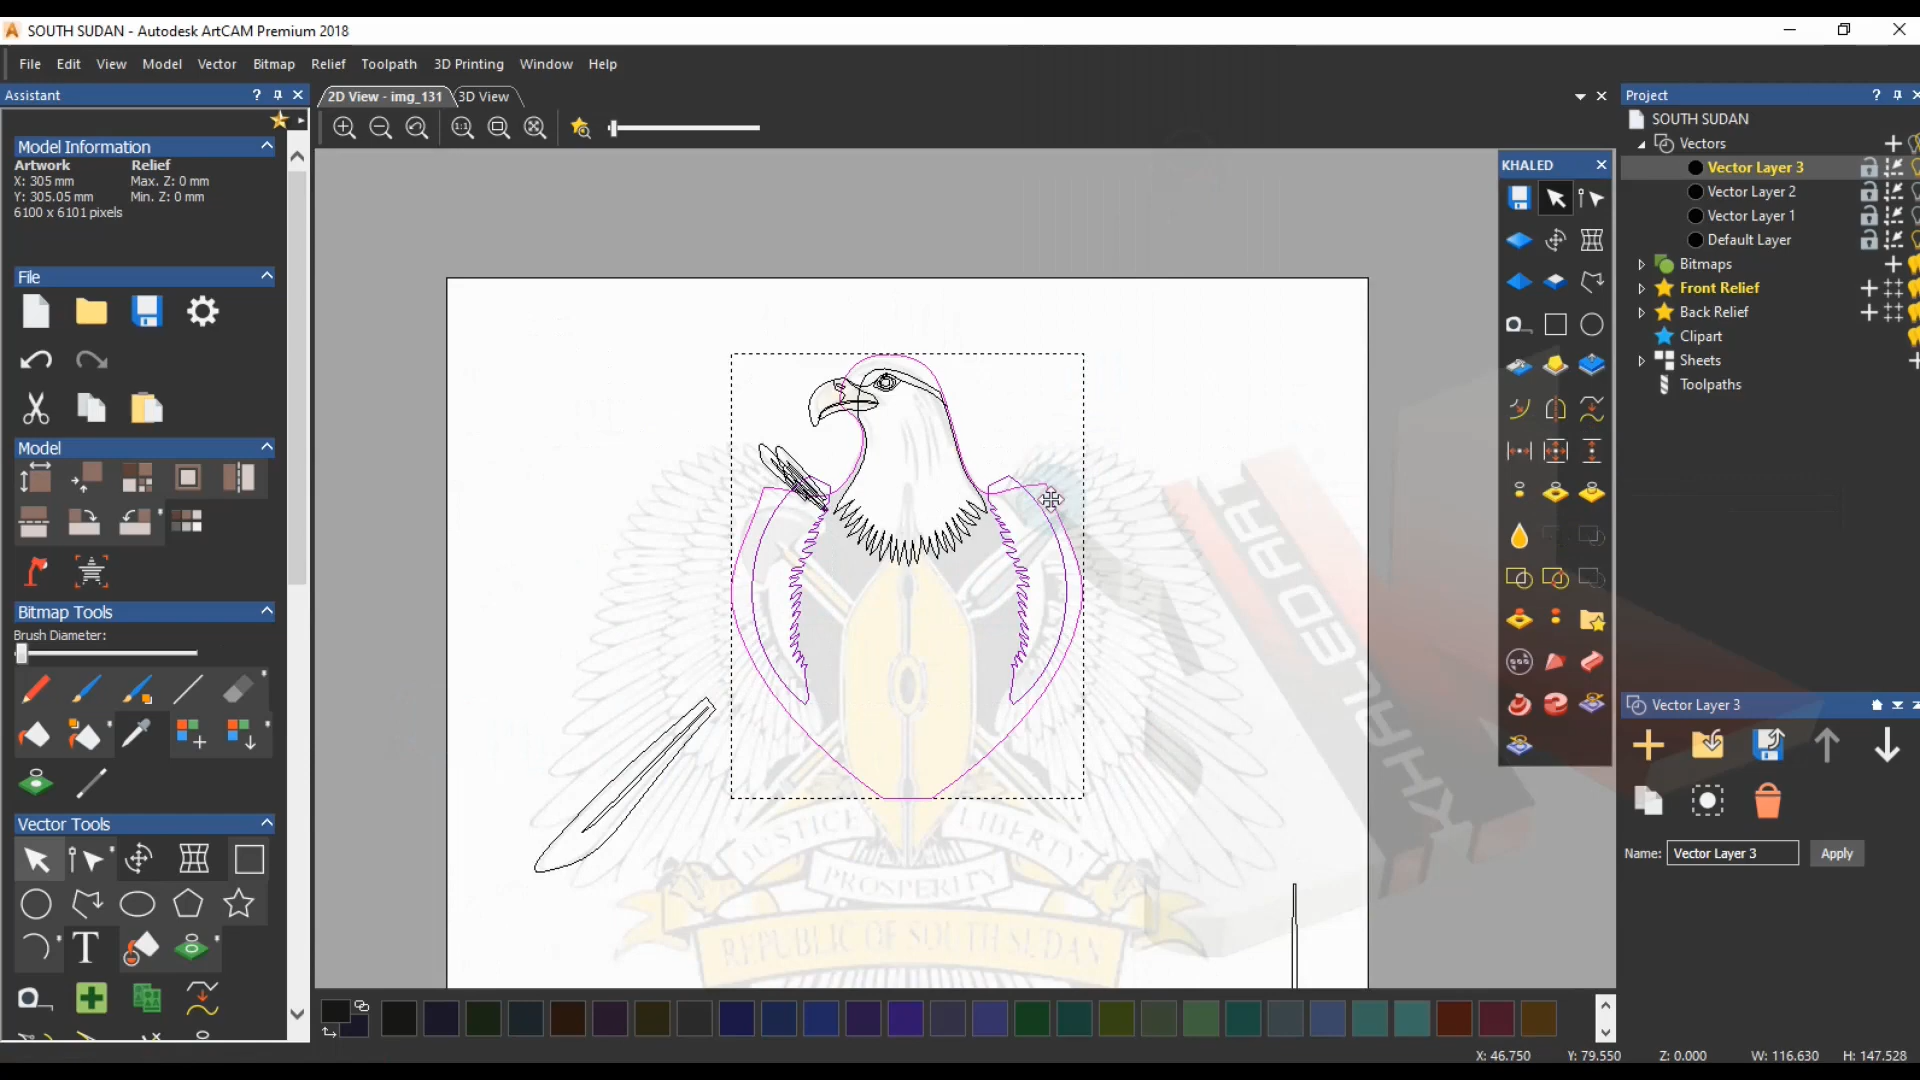 SOUTH SUDAN - Autodesk ArtCAM Premium 2018
File Edit View Model Vector Bitmap Relief Toolpath 3D Printing Window Help
Assistant
Model Information
Artwork Relief
X: 305 mm Max. Z: 0 mm
Y: 305.05 mm Min. Z: 0 mm
6100 x 6101 pixels
File
Model
Bitmap Tools
Brush Diameter:
Vector Tools
2D View - img_131 3D View
1:1
KHALED
KHALEDART
JUSTICE LIBERTY
PROSPERITY
REPUBLIC OF SOUTH SUDAN
Project
SOUTH SUDAN
Vectors
Vector Layer 3
Vector Layer 2
Vector Layer 1
Default Layer
Bitmaps
Front Relief
Back Relief
Clipart
Sheets
Toolpaths
Vector Layer 3
Name: Vector Layer 3 Apply
X: 46.750 Y: 79.550 Z: 0.000 W: 116.630 H: 147.528